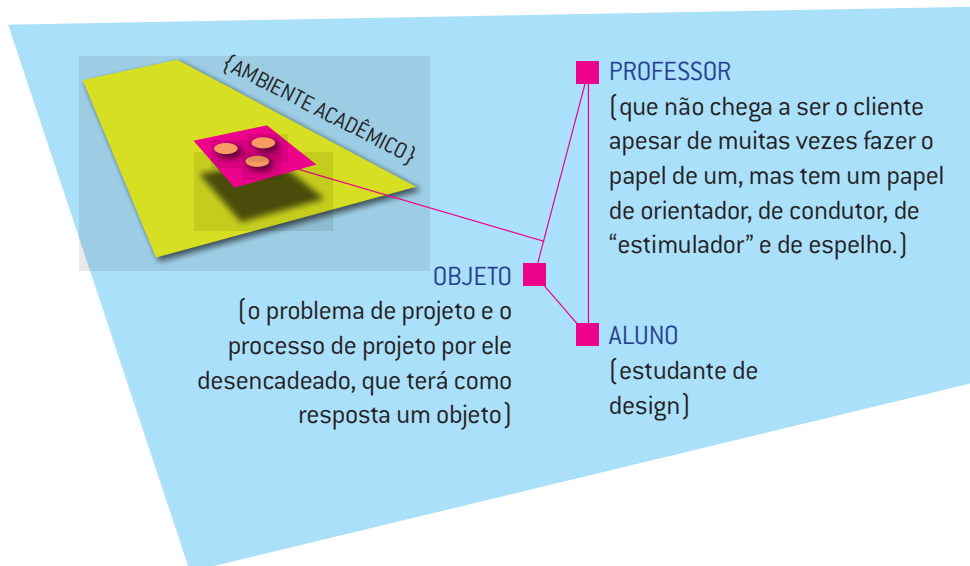 {AMBIENTE ACADÊMICO}
PROFESSOR
(que não chega a ser o cliente
apesar de muitas vezes fazer o
papel de um, mas tem um papel
de orientador, de condutor, de
“estimulador” e de espelho.)
OBJETO
(o problema de projeto e o
processo de projeto por ele
desencadeado, que terá como
resposta um objeto)
ALUNO
(estudante de
design)